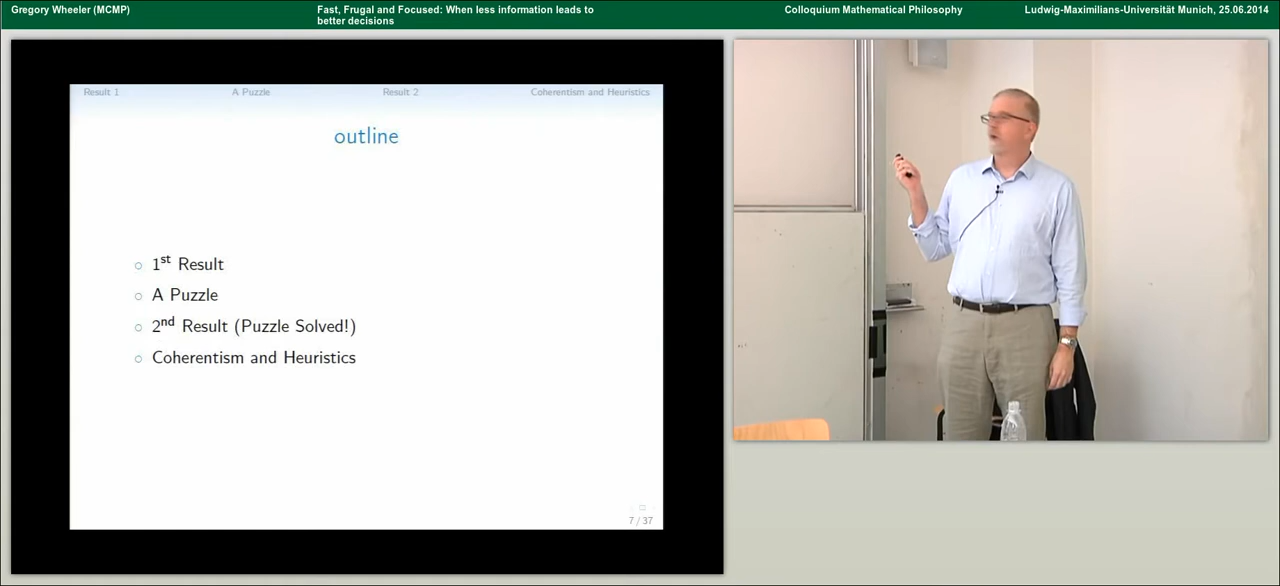 Gregory Wheeler (MCMP)
Fast, Frugal and Focused: When less information leads to
better decisions
Colloquium Mathematical Philosophy
Ludwig-Maximilians-Universität Munich, 25.06.2014
Result 1
A Puzzle
Result 2
Coherentism and Heuristics
outline
1st Result
A Puzzle
2nd Result (Puzzle Solved!)
Coherentism and Heuristics
7 / 37